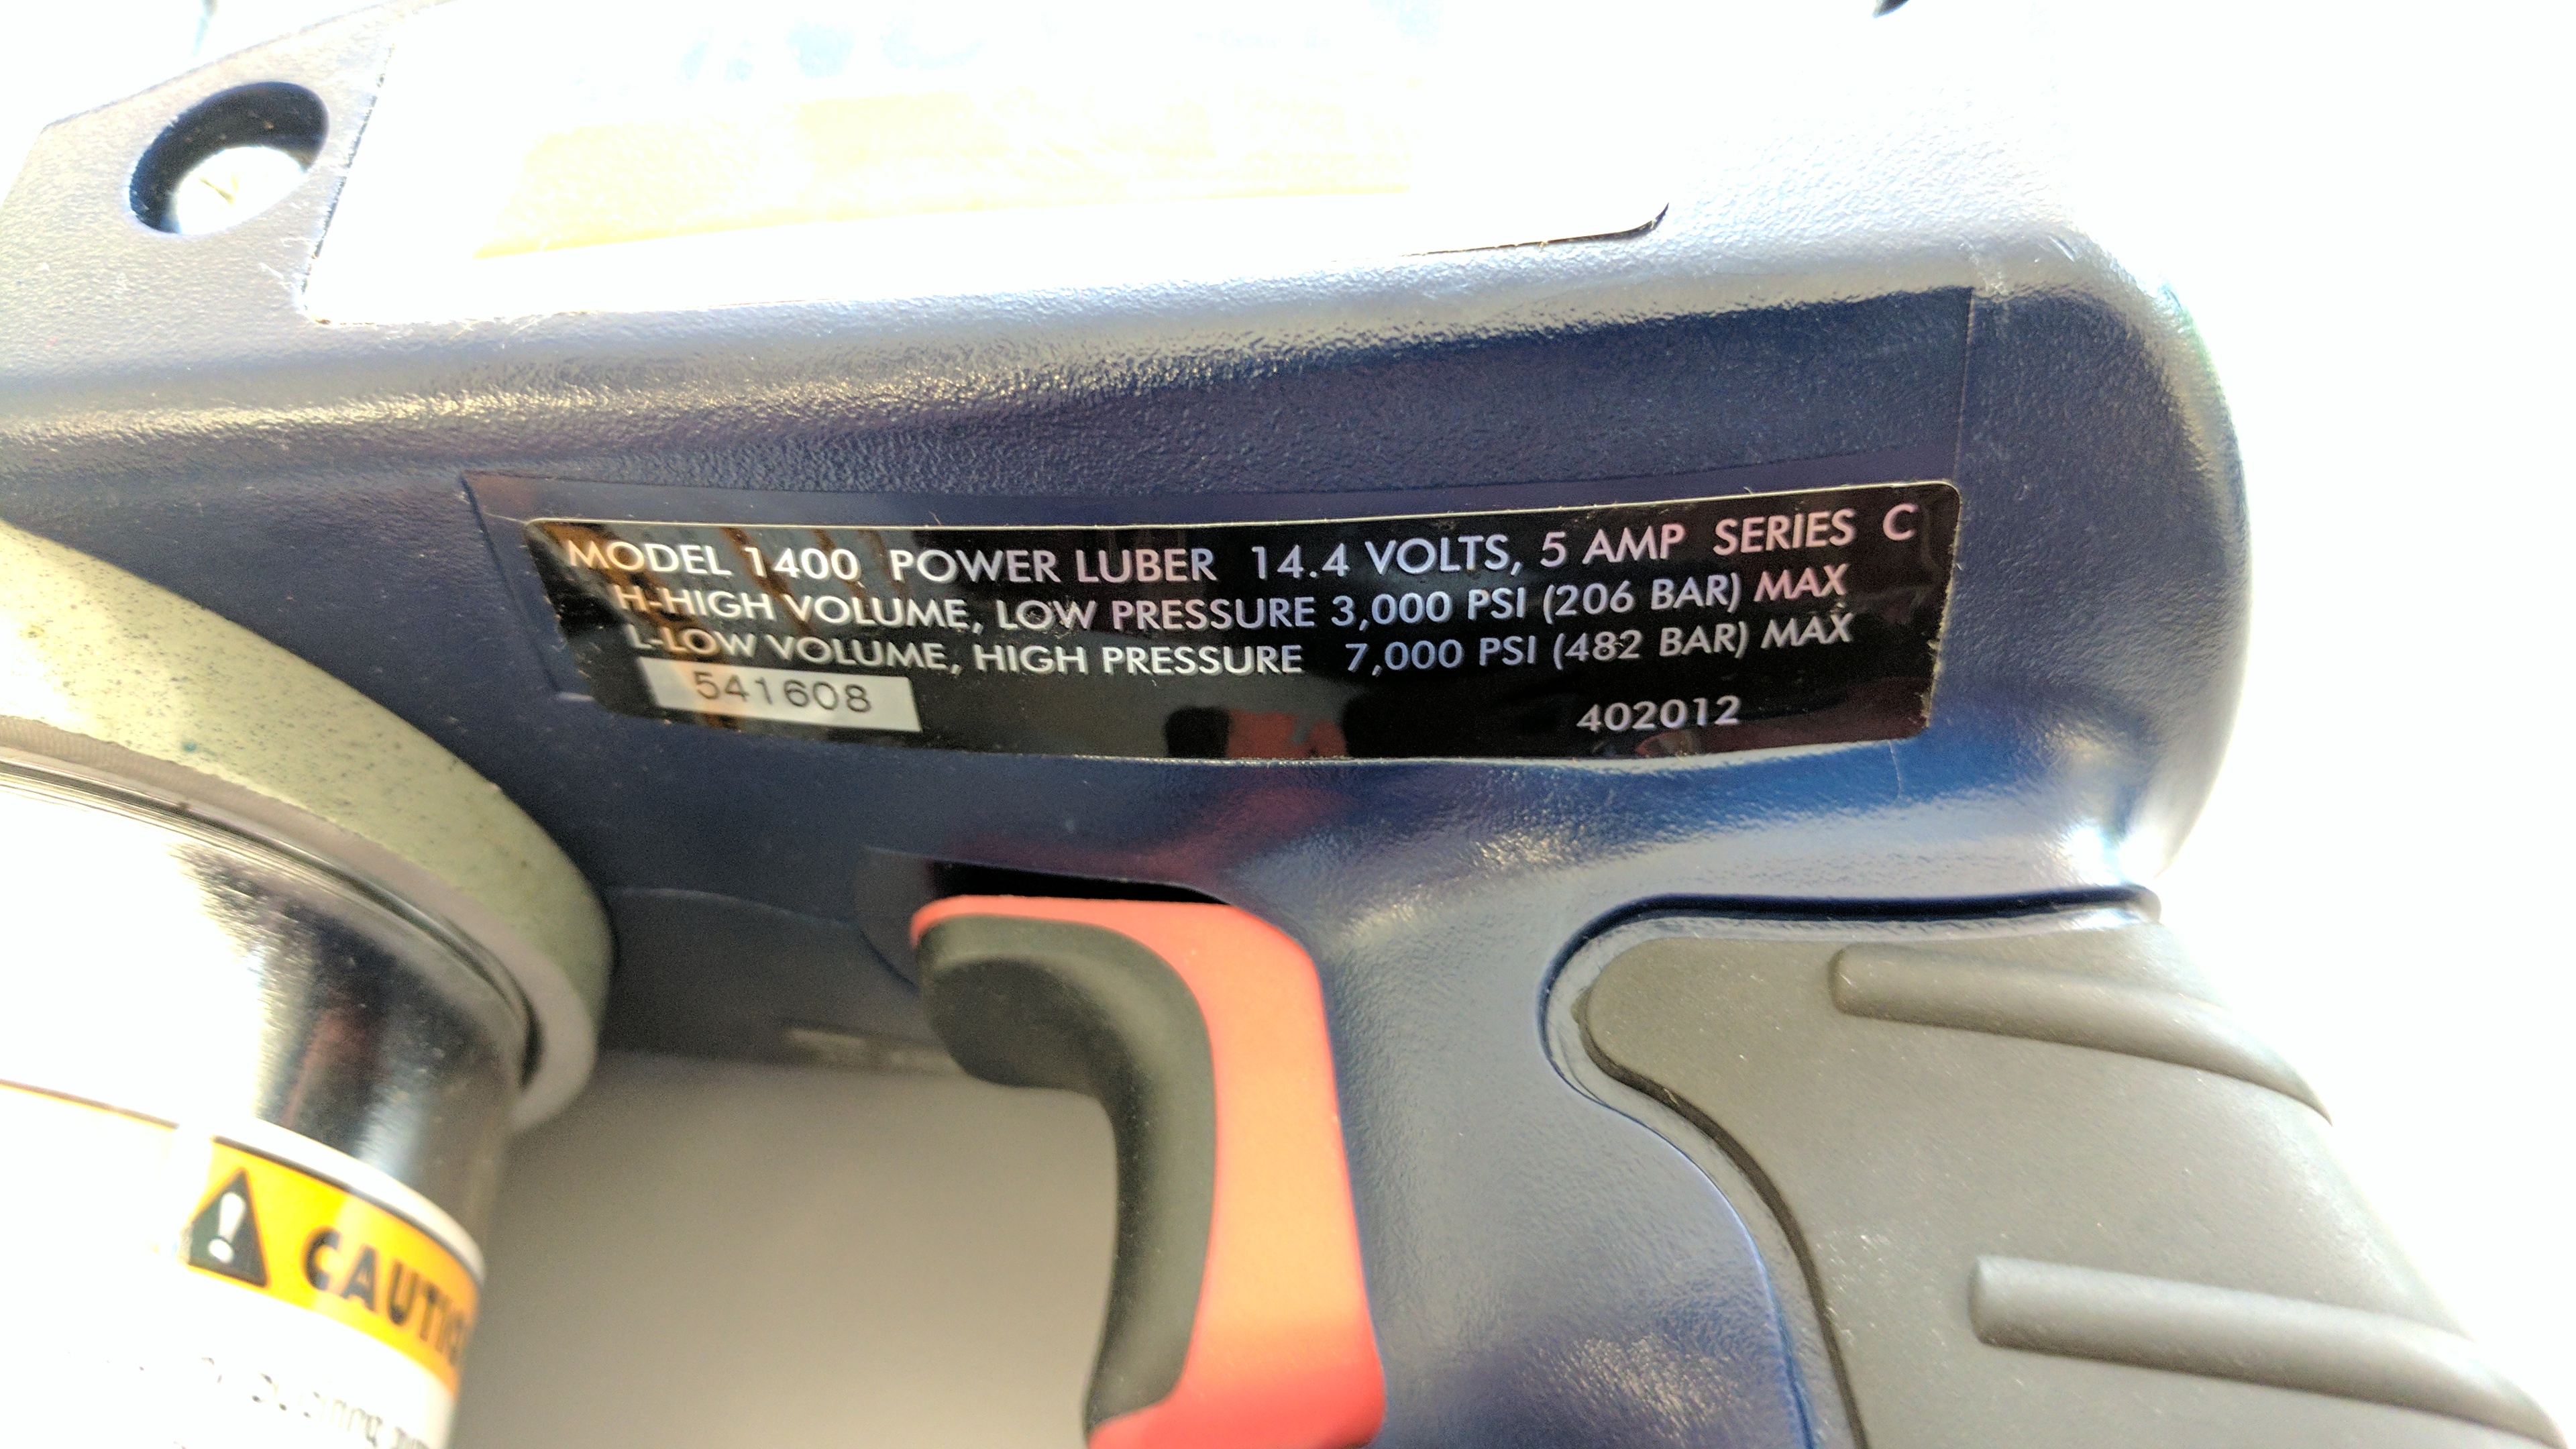 MODEL 1400 POWER LUBER 14.4 VOLTS, 5 AMP SERIES C
H-HIGH VOLUME, LOW PRESSURE 3,000 PSI (206 BAR) MAX
L-LOW VOLUME, HIGH PRESSURE 7,000 PSI (482 BAR) MAX
541608
402012